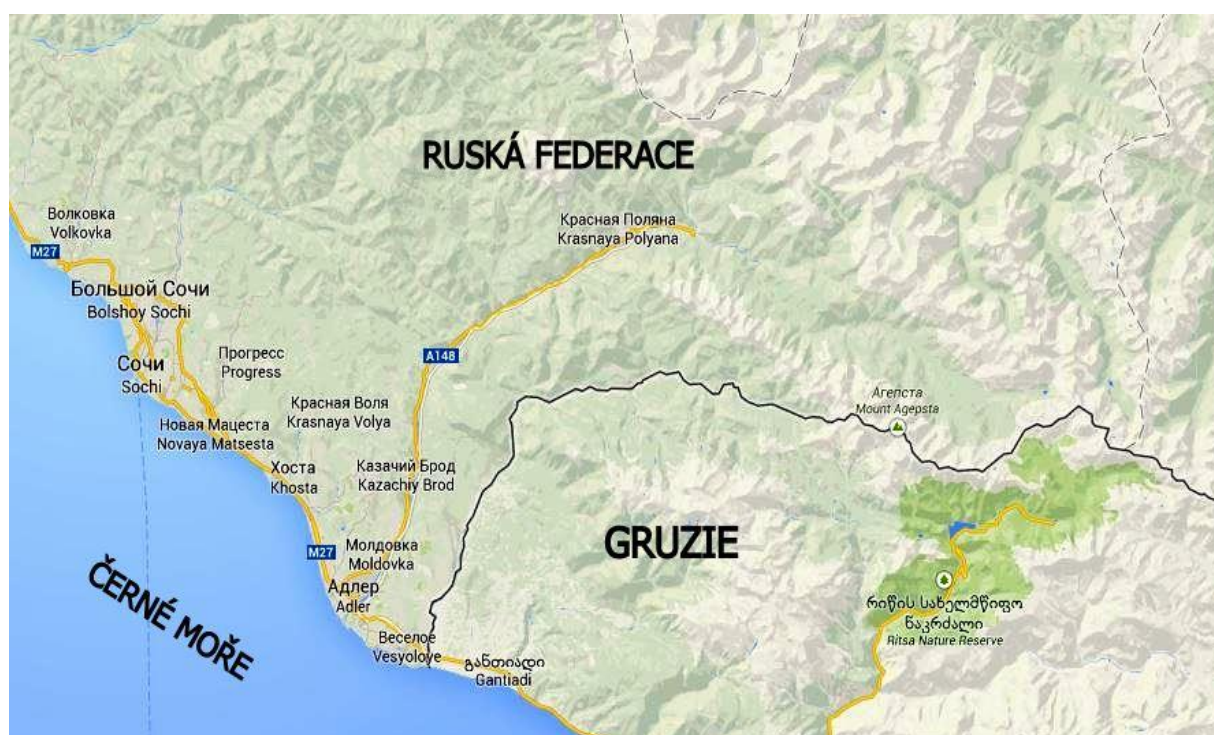 RUSKÁ FEDERACE
Волковка
Volkovka
Красная Поляна
Krasnaya Polyana
M27
Большой Сочи
Bolshoy Sochi
Сочи
Sochi
Прогресс
Progress
A148
Красная Воля
Krasnaya Volya
Агепста
Mount Agepsta
Новая Мацеста
Novaya Matsesta
Хоста
Khosta
Казачий Брод
Kazachiy Brod
M27
Молдовка
Moldovka
GRUZIE
Адлер
Adler
ČERNÉ MOŘE
რიწის სახელმწიფო
ნაკრძალი
Ritsa Nature Reserve
Веселое
Vesyoloye
განთიადი
Gantiadi